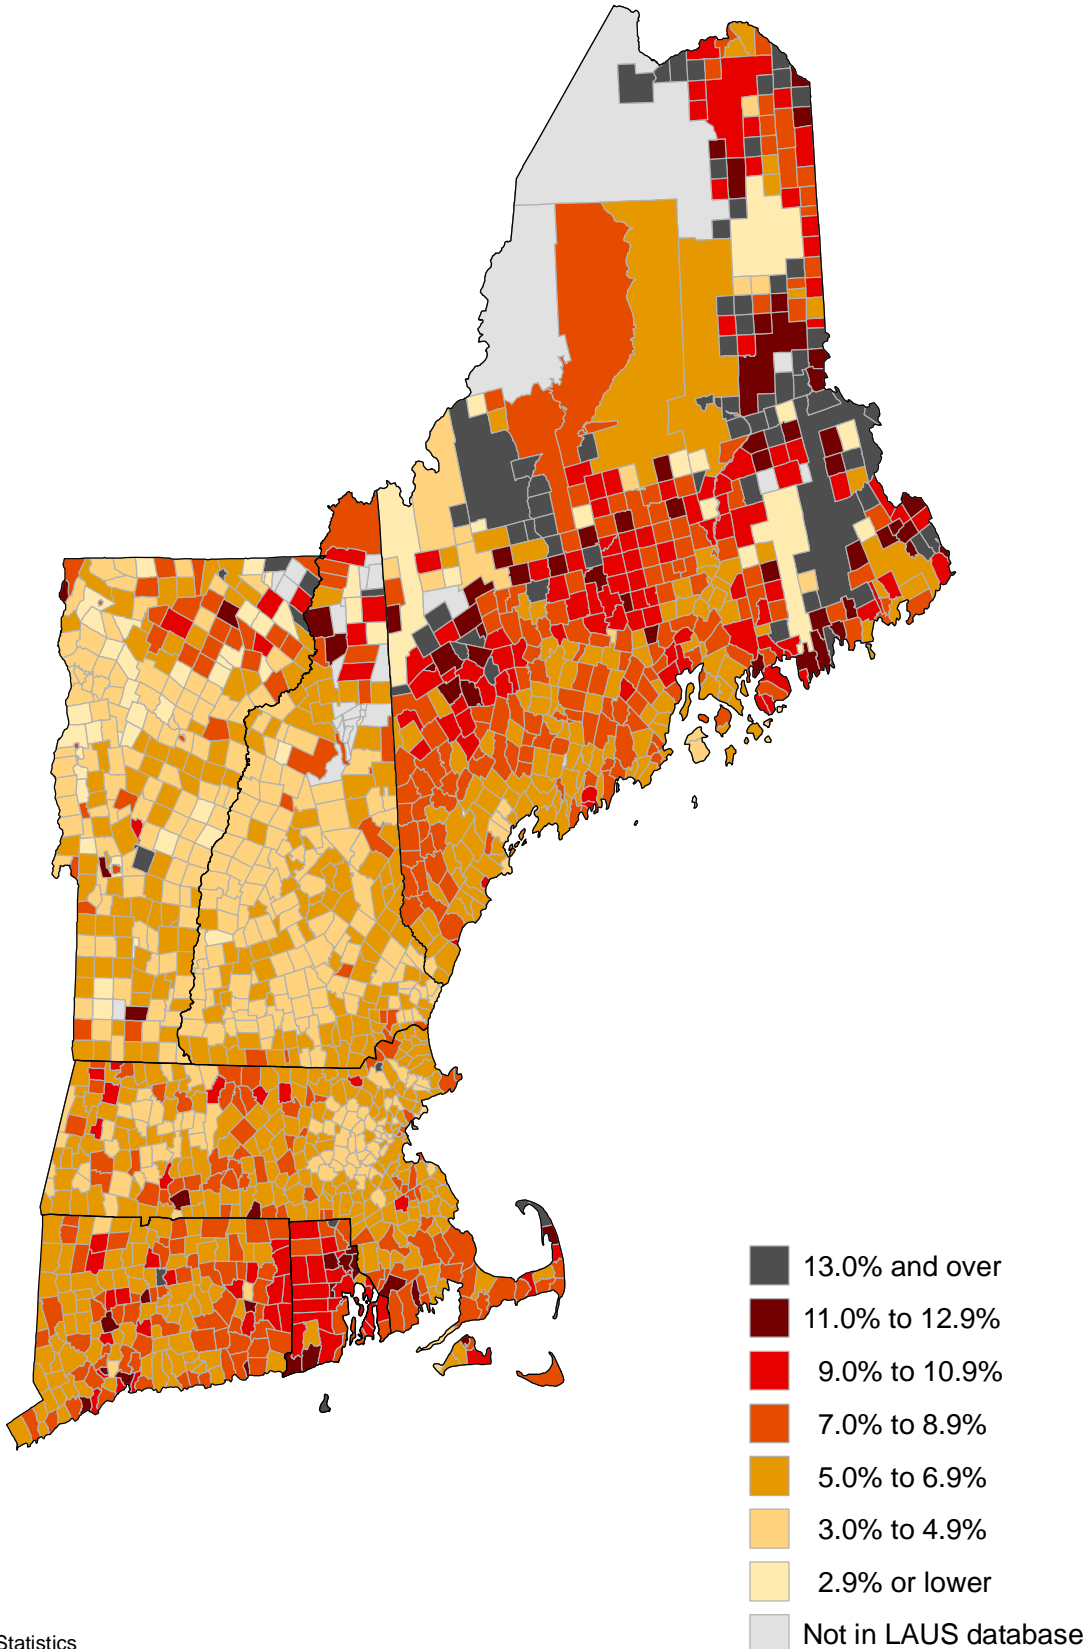 13.0% and over
11.0% to 12.9%
9.0% to 10.9%
7.0% to 8.9%
5.0% to 6.9%
3.0% to 4.9%
2.9% or lower
Not in LAUS database
Statistics